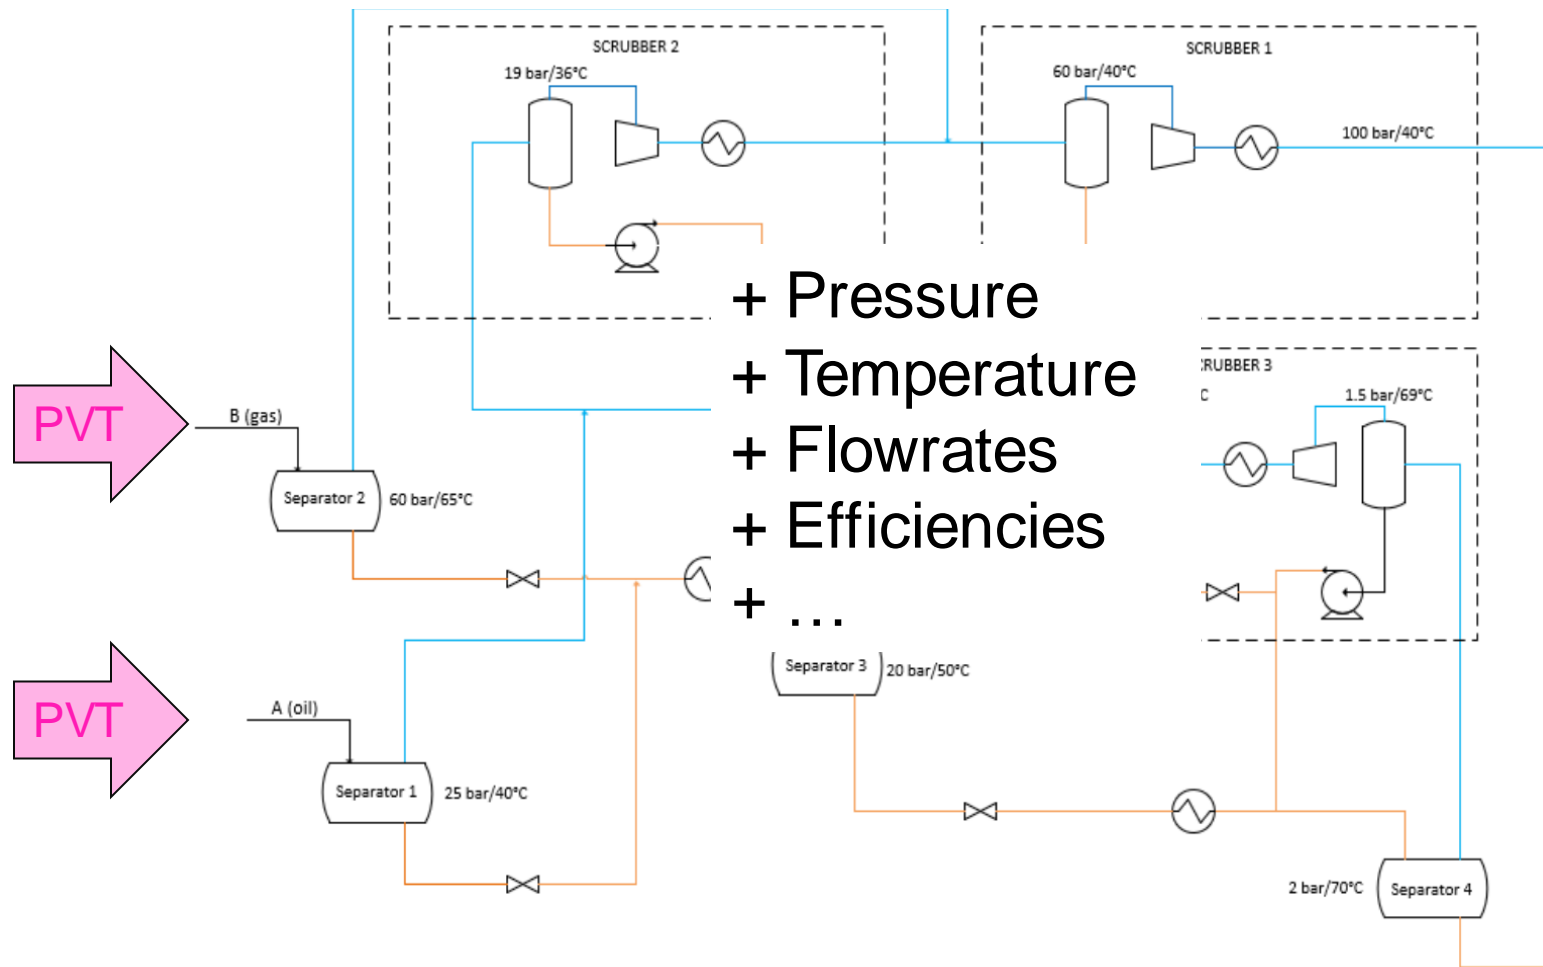 SCRUBBER 2
SCRUBBER 1
19 bar/36°C
60 bar/40°C
100 bar/40°C
+ Pressure
+ Temperature
+ Flowrates
+ Efficiencies
+ ...
RUBBER 3
C
1.5 bar/69°C
PVT
B (gas)
Separator 2
60 bar/65°C
Separator 3
20 bar/50°C
PVT
A (oil)
Separator 1
25 bar/40°C
2 bar/70°C
Separator 4